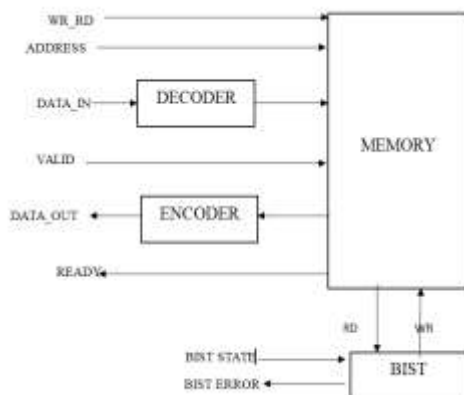 WR_RD
ADDRESS
DATA_IN
DECODER
VALID
MEMORY
DATA_OUT
ENCODER
READY
RD
WR
BIST STATE
BIST
BIST ERROR